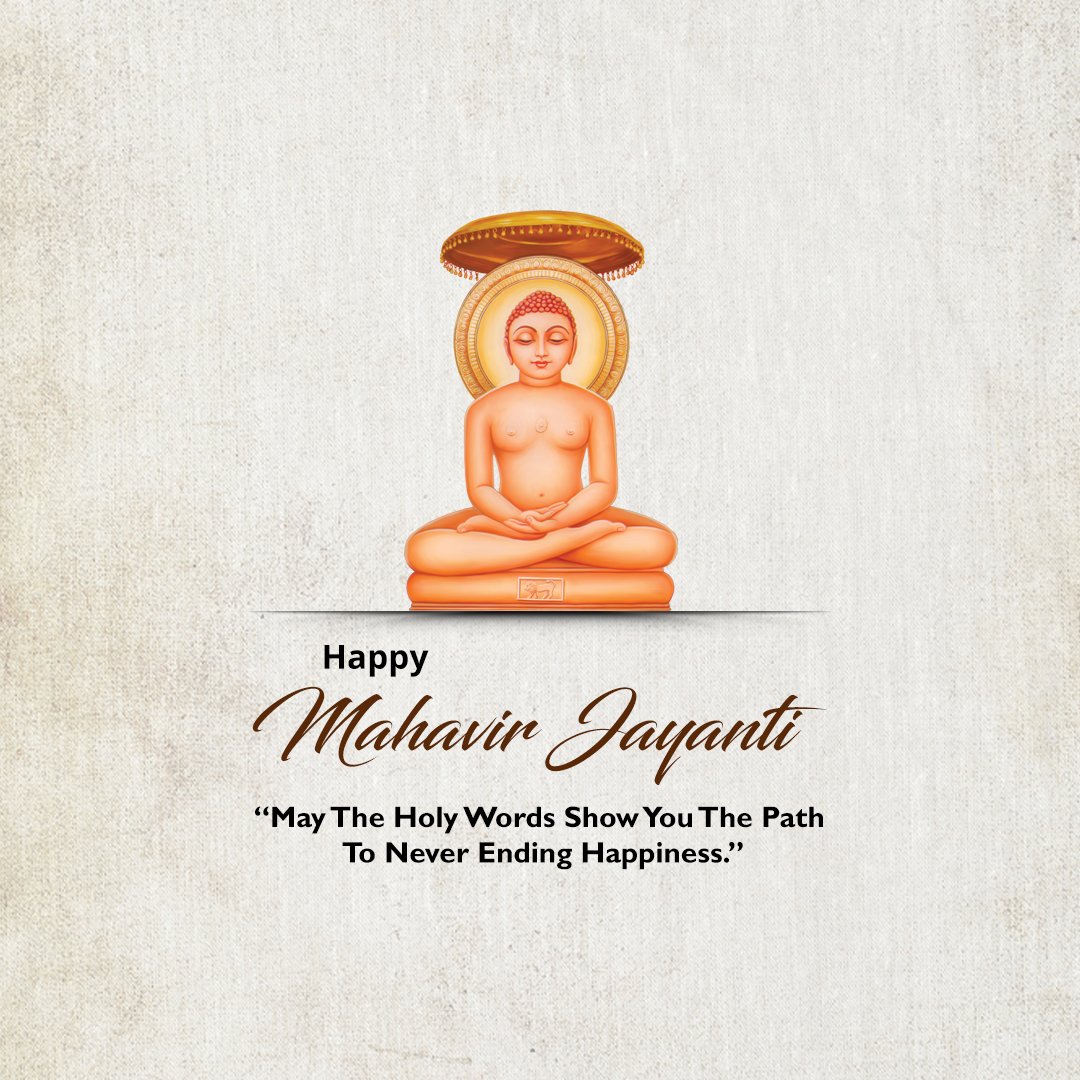 Happy
Mahavir Jayanti
“May The Holy Words Show You The Path
To Never Ending Happiness.”